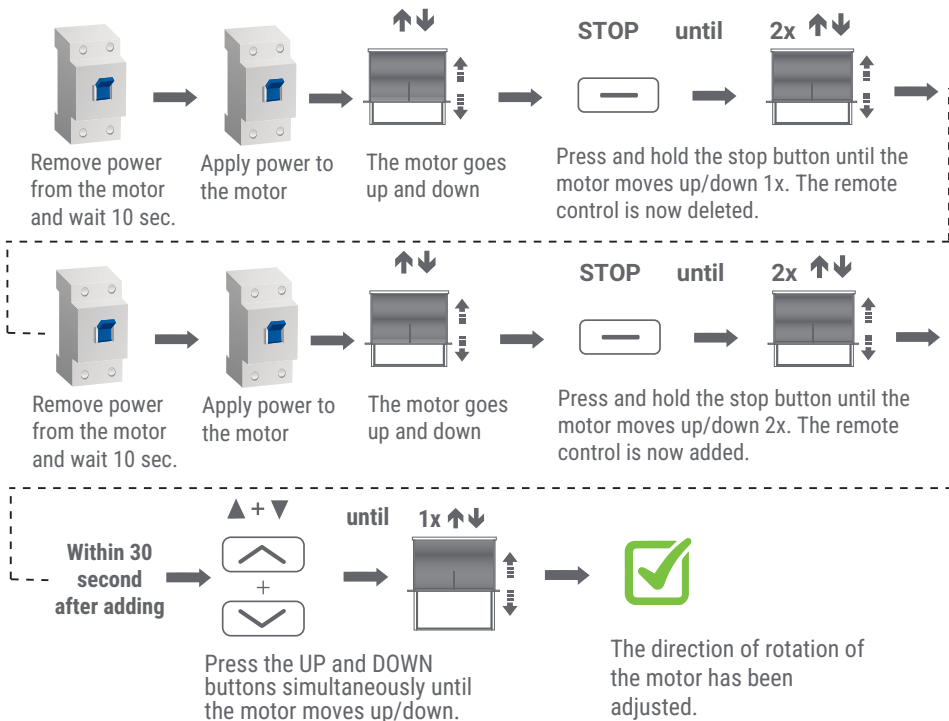 STOP until 2x
Remove power
from the motor
and wait 10 sec.
Apply power to
the motor
The motor goes
up and down
Press and hold the stop button until the
motor moves up/down 1x. The remote
control is now deleted.
STOP until 2x
Remove power
from the motor
and wait 10 sec.
Apply power to
the motor
The motor goes
up and down
Press and hold the stop button until the
motor moves up/down 2x. The remote
control is now added.
Within 30
second
after adding
▲ + ▼
until 1x
+
Press the UP and DOWN
buttons simultaneously until
the motor moves up/down.
The direction of rotation of
the motor has been
adjusted.